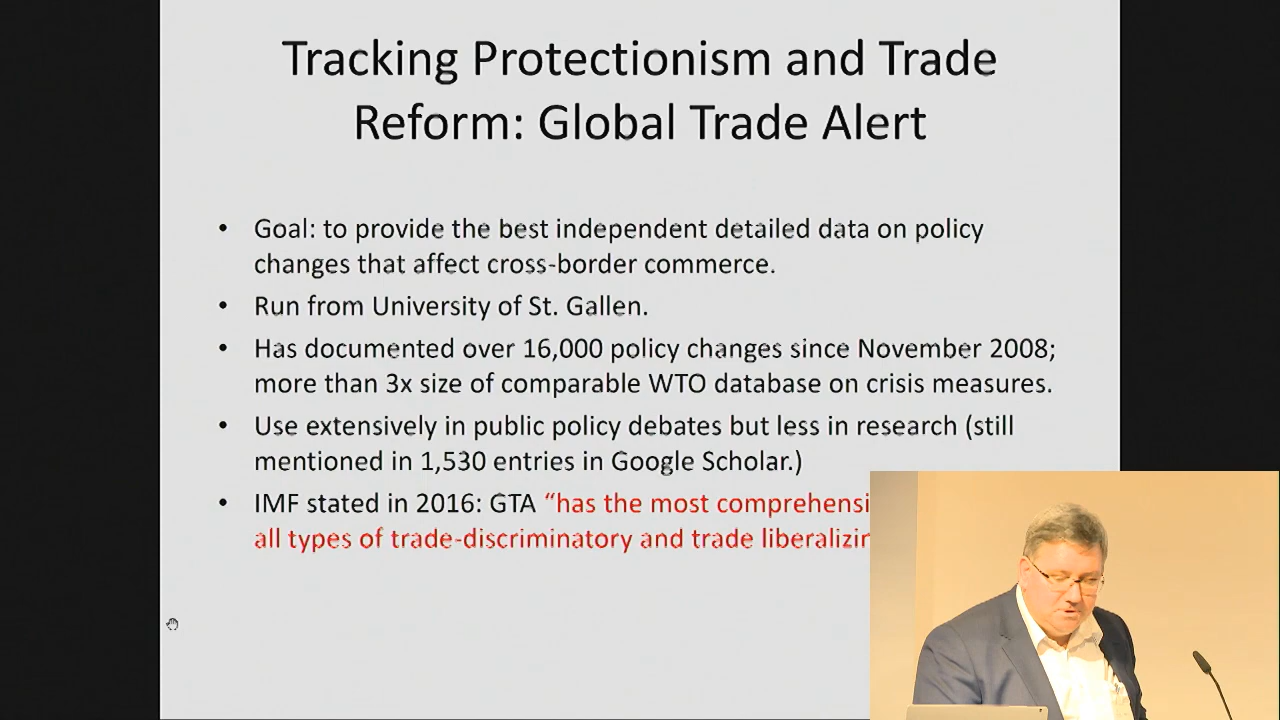 Tracking Protectionism and Trade
Reform: Global Trade Alert
• Goal: to provide the best independent detailed data on policy
changes that affect cross-border commerce.
• Run from University of St. Gallen.
• Has documented over 16,000 policy changes since November 2008;
more than 3x size of comparable WTO database on crisis measures.
• Use extensively in public policy debates but less in research (still
mentioned in 1,530 entries in Google Scholar.)
• IMF stated in 2016: GTA “has the most
all types of trade-discriminatory and trade